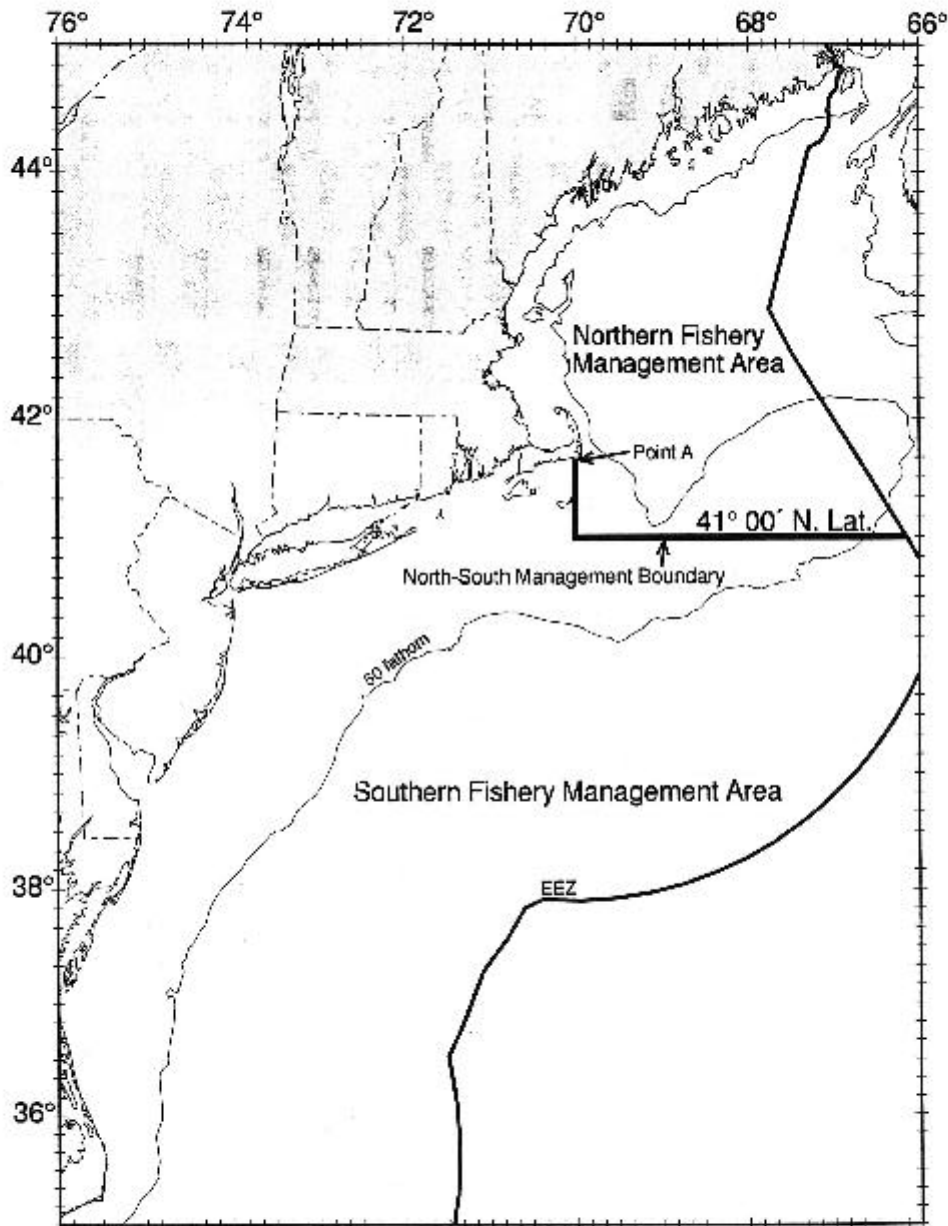 76° 74° 72° 70° 68° 66°
44°
Northern Fishery
Management Area
42°
Point A
41° 00´ N. Lat.
North-South Management Boundary
40°
60 fathom
Southern Fishery Management Area
38°
EEZ
36°